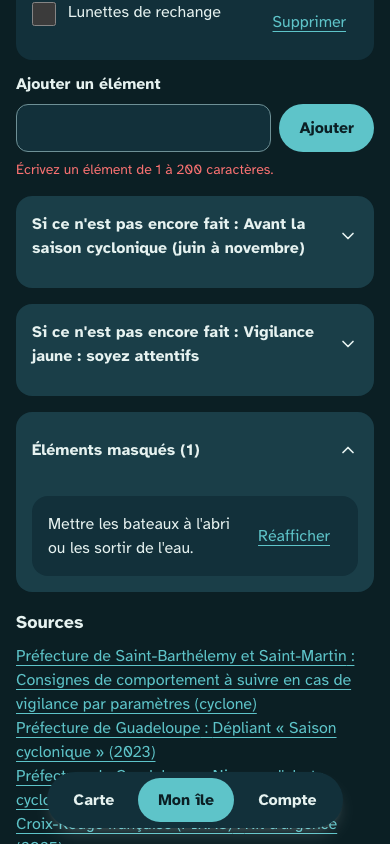 Lunettes de rechange
Supprimer
Ajouter un élément
Ajouter
Écrivez un élément de 1 à 200 caractères.
Si ce n'est pas encore fait : Avant la
saison cyclonique (juin à novembre)
Si ce n'est pas encore fait : Vigilance
jaune : soyez attentifs
Éléments masqués (1)
Mettre les bateaux à l'abri
ou les sortir de l'eau.
Réafficher
Sources
Préfecture de Saint-Barthélemy et Saint-Martin :
Consignes de comportement à suivre en cas de
vigilance par paramètres (cyclone)
Préfecture de Guadeloupe : Dépliant « Saison
cyclonique » (2023)
Carte
Mon île
Compte
Croix-Rouge française